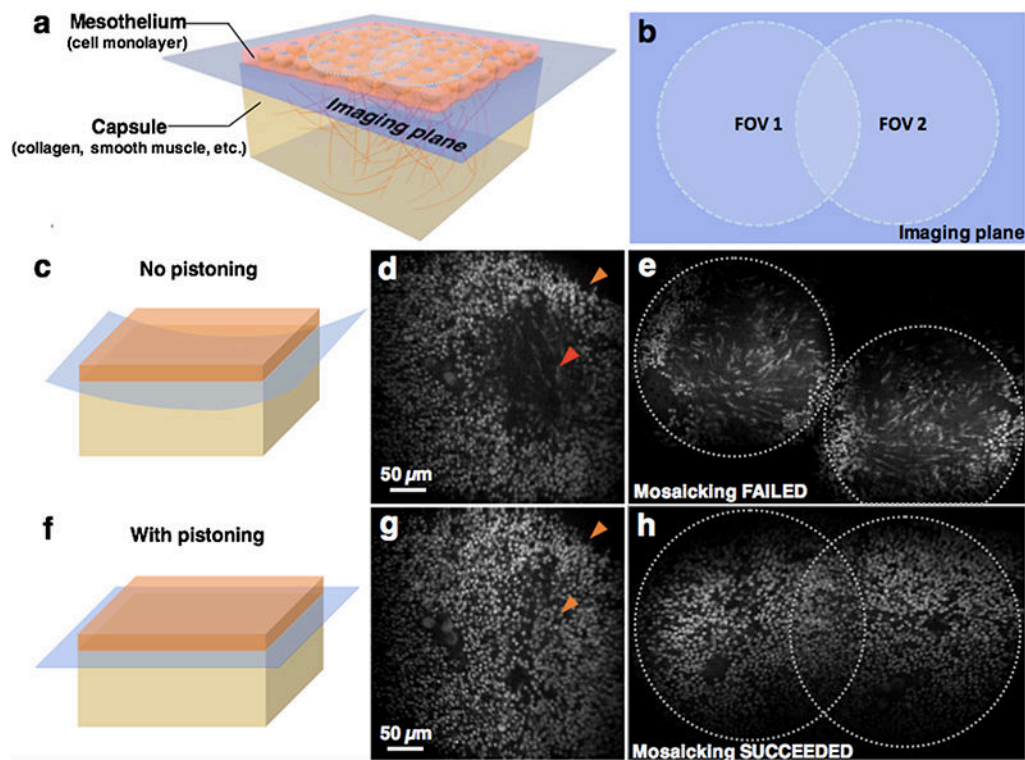 a
Mesothelium
(cell monolayer)
Capsule
(collagen, smooth muscle, etc.)
Imaging plane
b
FOV 1
FOV 2
Imaging plane
c
No pistoning
d
50 µm
e
Mosaicking FAILED
f
With pistoning
g
50 µm
h
Mosaicking SUCCEEDED